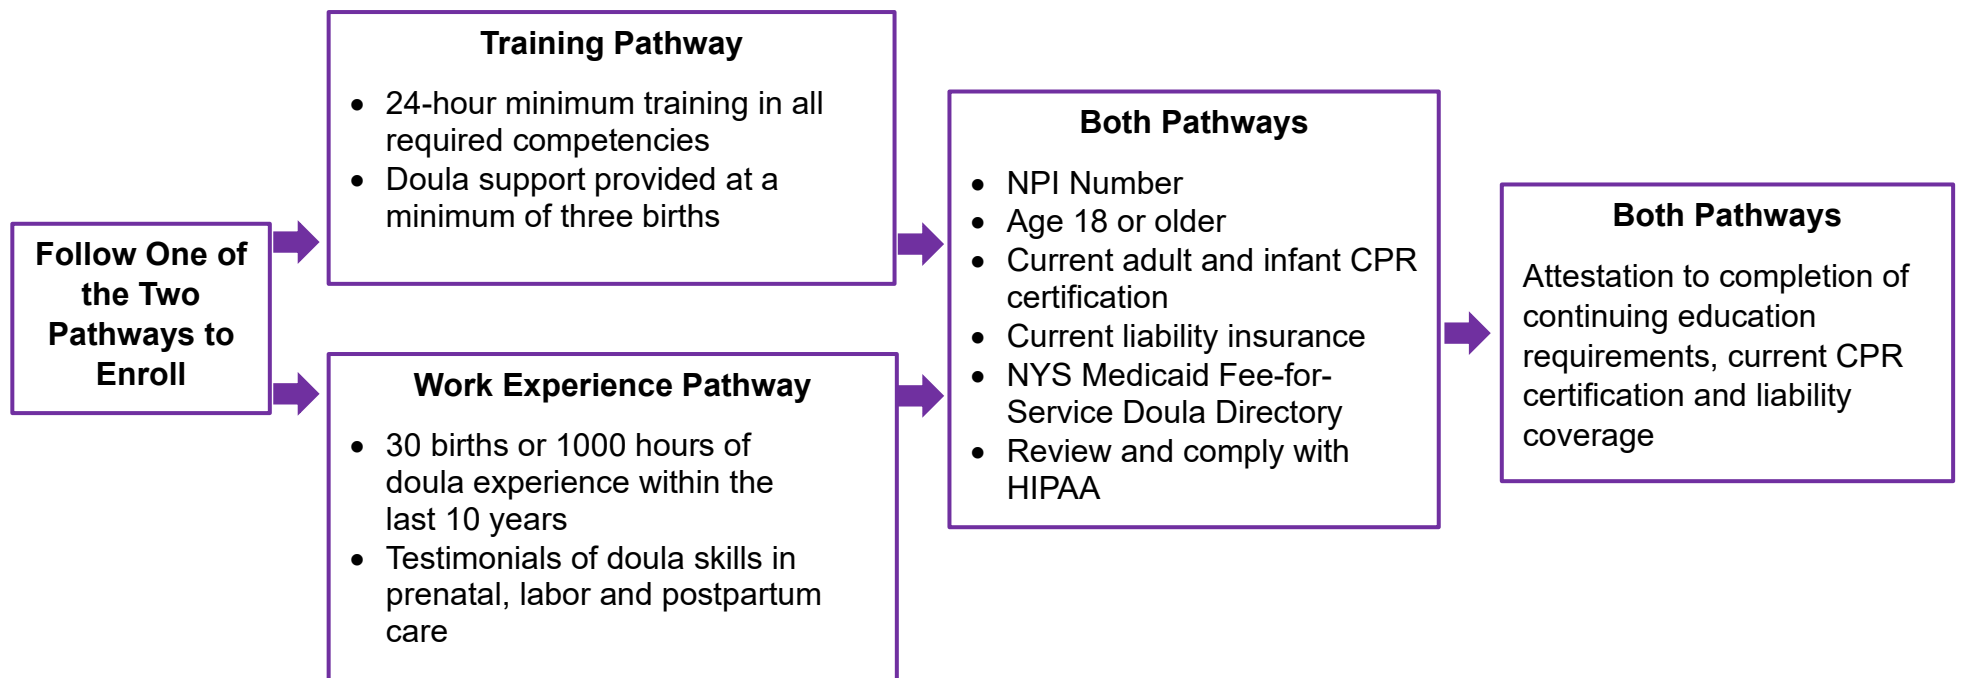 Follow One of
the Two
Pathways to
Enroll
Training Pathway
• 24-hour minimum training in all
required competencies
• Doula support provided at a
minimum of three births
Work Experience Pathway
• 30 births or 1000 hours of
doula experience within the
last 10 years
• Testimonials of doula skills in
prenatal, labor and postpartum
care
Both Pathways
• NPI Number
• Age 18 or older
• Current adult and infant CPR
certification
• Current liability insurance
• NYS Medicaid Fee-for-
Service Doula Directory
• Review and comply with
HIPAA
Both Pathways
Attestation to completion of
continuing education
requirements, current CPR
certification and liability
coverage